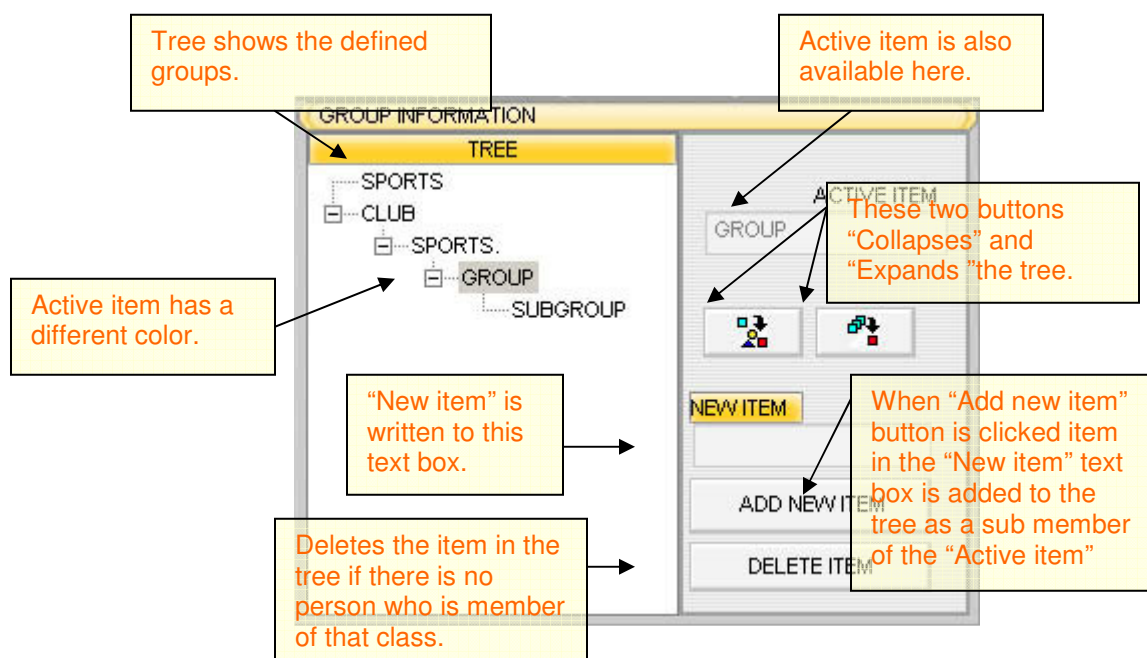 Tree shows the defined
groups.
Active item is also
available here.
GROUP INFORMATION
TREE
SPORTS
CLUB
SPORTS.
GROUP
SUBGROUP
ACTIVE ITEM
GROUP
These two buttons
“Collapses” and
“Expands ”the tree.
Active item has a
different color.
“New item” is
written to this
text box.
NEW ITEM
When “Add new item”
button is clicked item
in the “New item” text
box is added to the
tree as a sub member
of the “Active item”
ADD NEW ITEM
Deletes the item in the
tree if there is no
person who is member
of that class.
DELETE ITEM